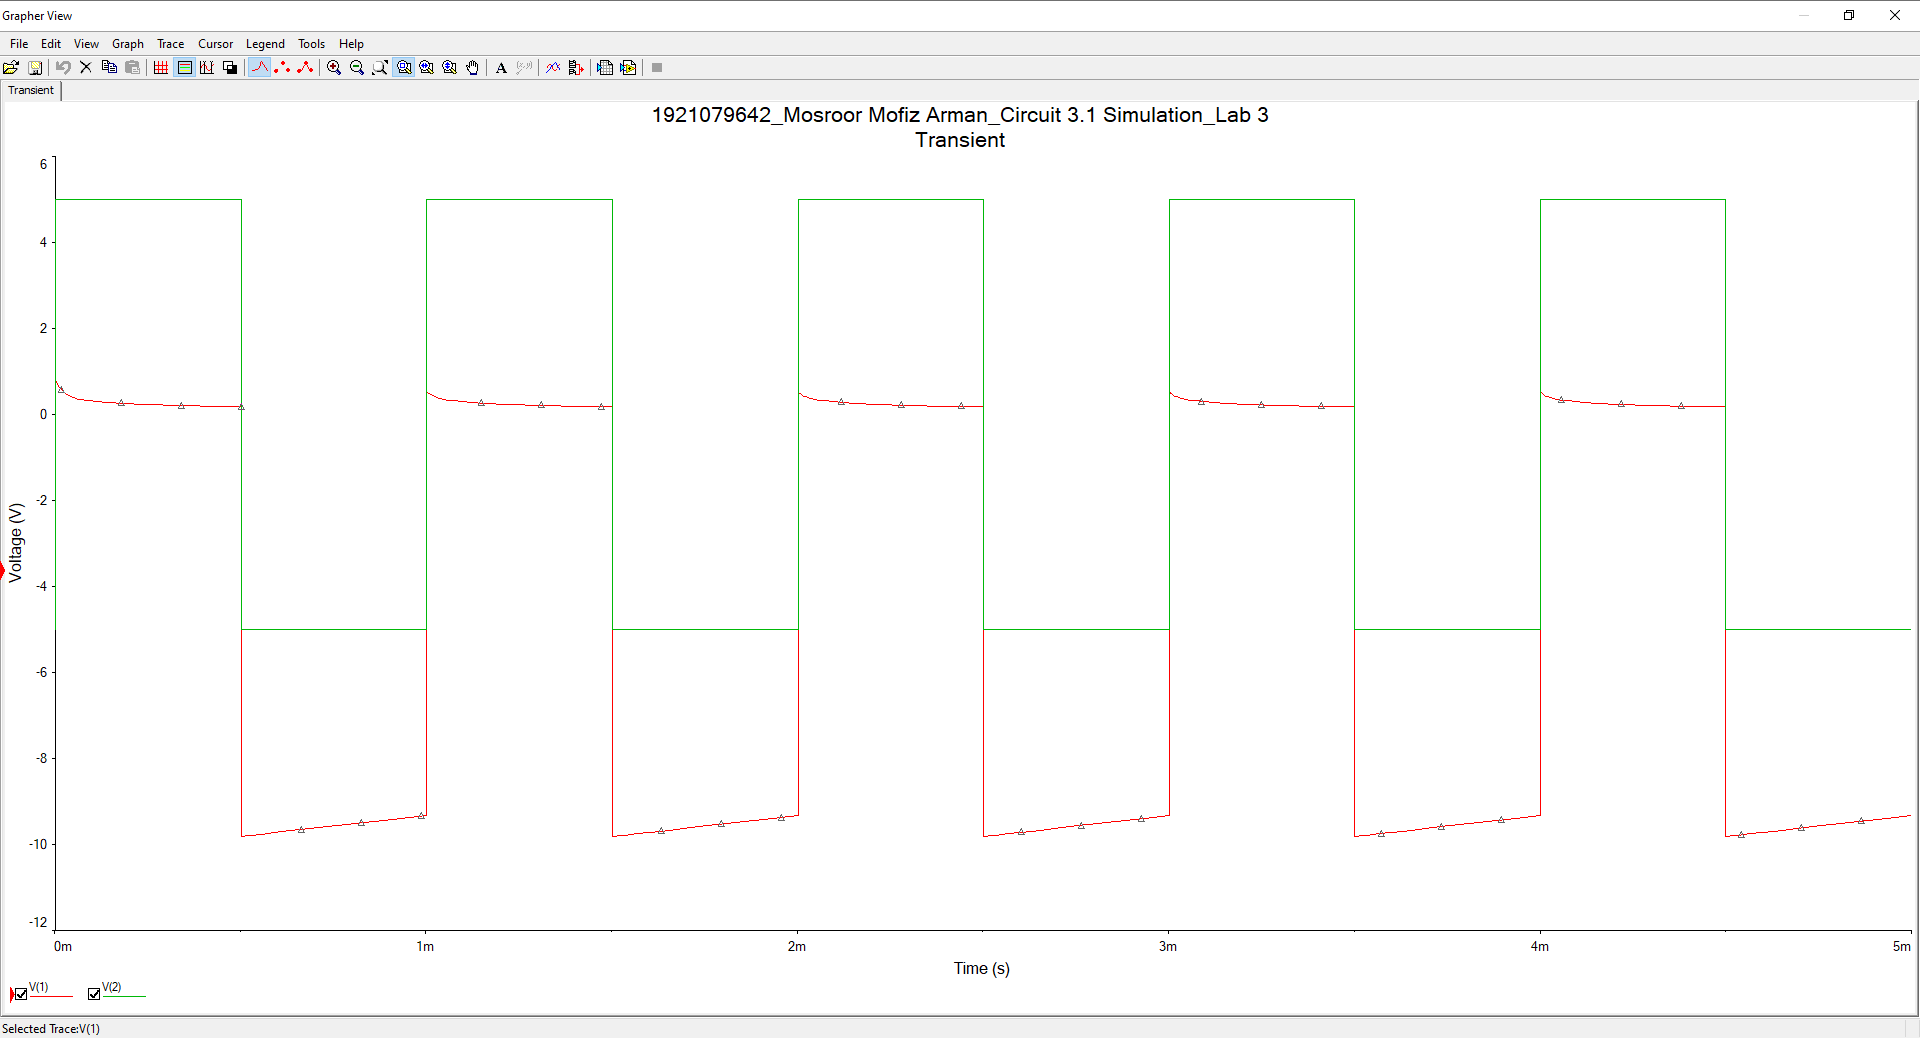 Grapher View
File Edit View Graph Trace Cursor Legend Tools Help
A
Transient
1921079642_Mosroor Mofiz Arman_Circuit 3.1 Simulation_Lab 3
Transient
6
4
2
0
-2
-4
-6
-8
-10
-12
Voltage (V)
0m 1m 2m 3m 4m 5m
Time (s)
V(1) V(2)
Selected Trace:V(1)